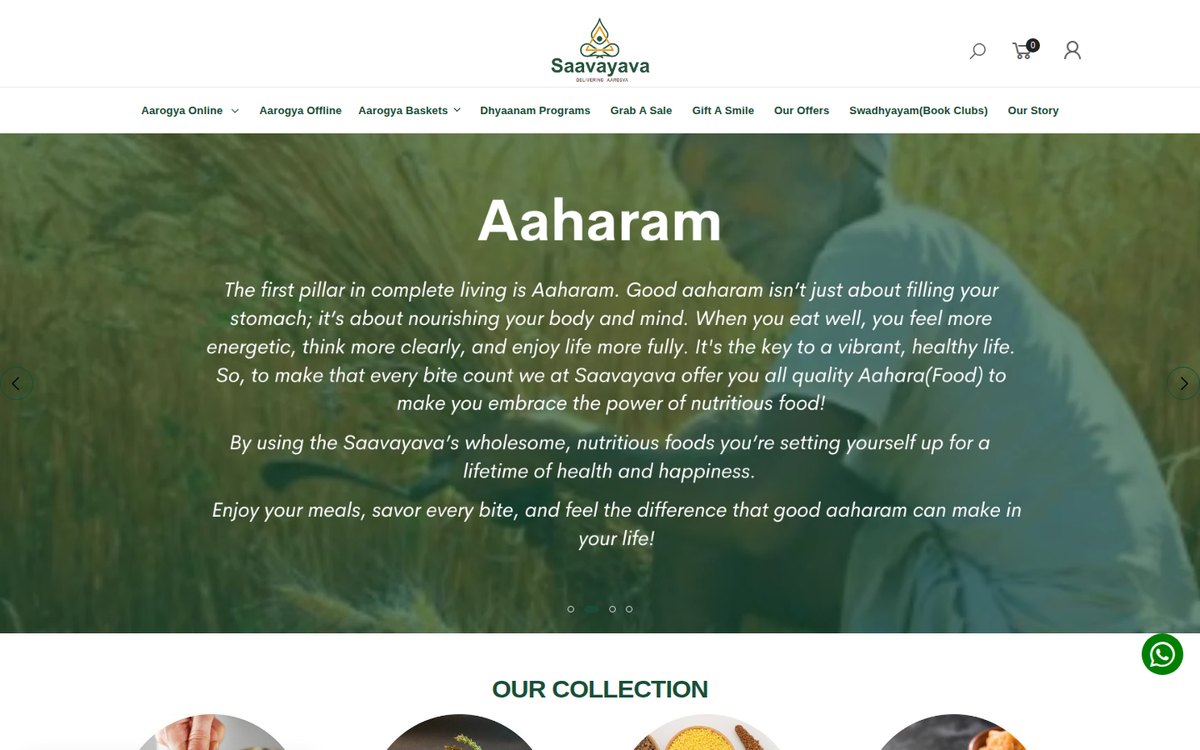 Saavayava
DELIVERING AAROGYA
0
Aarogya Online
Aarogya Offline
Aarogya Baskets
Dhyaanam Programs
Grab A Sale
Gift A Smile
Our Offers
Swadhyayam(Book Clubs)
Our Story
Aaharam
The first pillar in complete living is Aaharam. Good aaharam isn't just about filling your
stomach; it's about nourishing your body and mind. When you eat well, you feel more
energetic, think more clearly, and enjoy life more fully. It's the key to a vibrant, healthy life.
So, to make that every bite count we at Saavayava offer you all quality Aahara(Food) to
make you embrace the power of nutritious food!
By using the Saavayava's wholesome, nutritious foods you're setting yourself up for a
lifetime of health and happiness.
Enjoy your meals, savor every bite, and feel the difference that good aaharam can make in
your life!
OUR COLLECTION